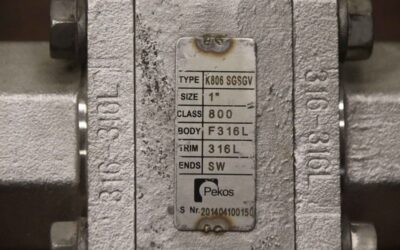 TYPE K806 SGSGV
SIZE 1"
CLASS 800
BODY F316L
TRIM 316L
ENDS SW
Pekos
S Nr. 201404100150
316-316L
316-316L